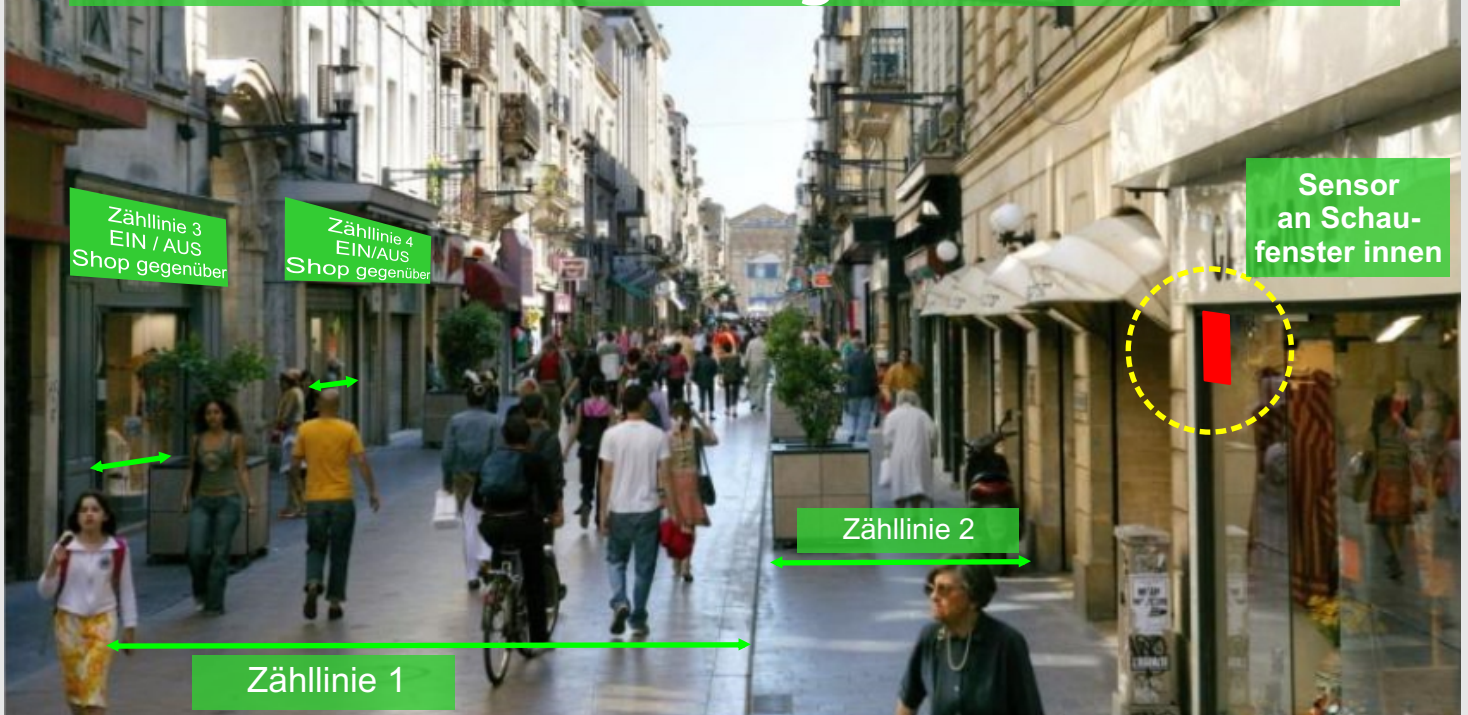 Zähllinie 3
EIN / AUS
Shop gegenüber
Zähllinie 4
EIN/AUS
Shop gegenüber
Sensor
an Schau-
fenster innen
Zähllinie 2
Zähllinie 1